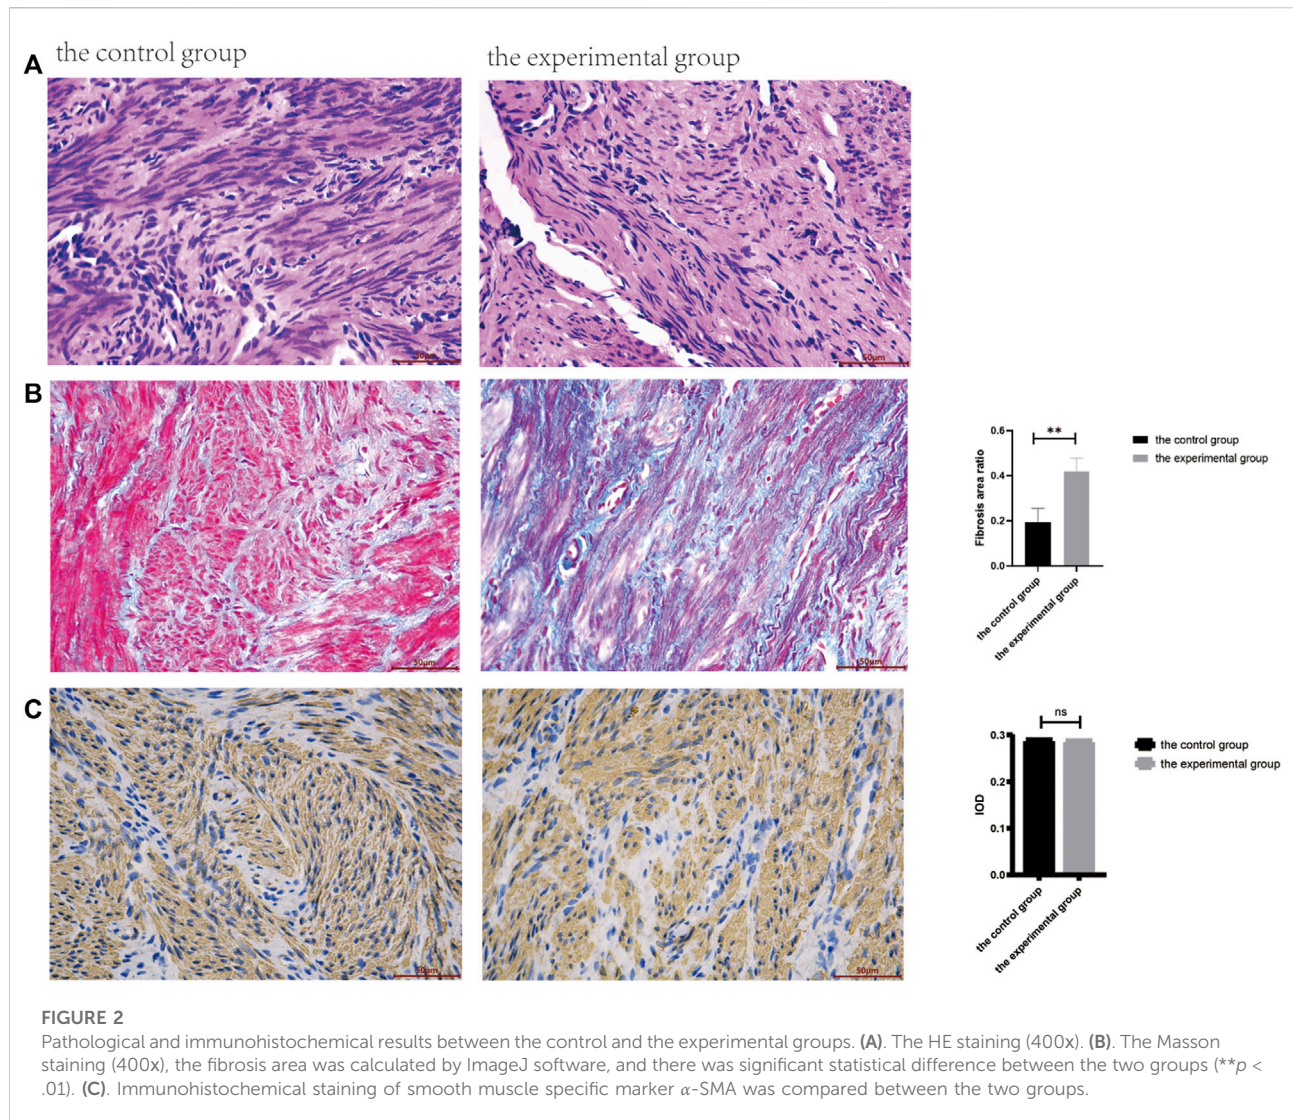 the control group
the experimental group
A
50μm
50μm
B
50μm
50μm
0.6
0.4
0.2
0.0
Fibrosis area ratio
**
the control group
the experimental group
the control group
the experimental group
C
50μm
50μm
0.3
0.2
0.1
0.0
IOD
ns
the control group
the experimental group
the control group
the experimental group
FIGURE 2
Pathological and immunohistochemical results between the control and the experimental groups. (A). The HE staining (400x). (B). The Masson
staining (400x), the fibrosis area was calculated by ImageJ software, and there was significant statistical difference between the two groups (**p <
.01). (C). Immunohistochemical staining of smooth muscle specific marker α-SMA was compared between the two groups.